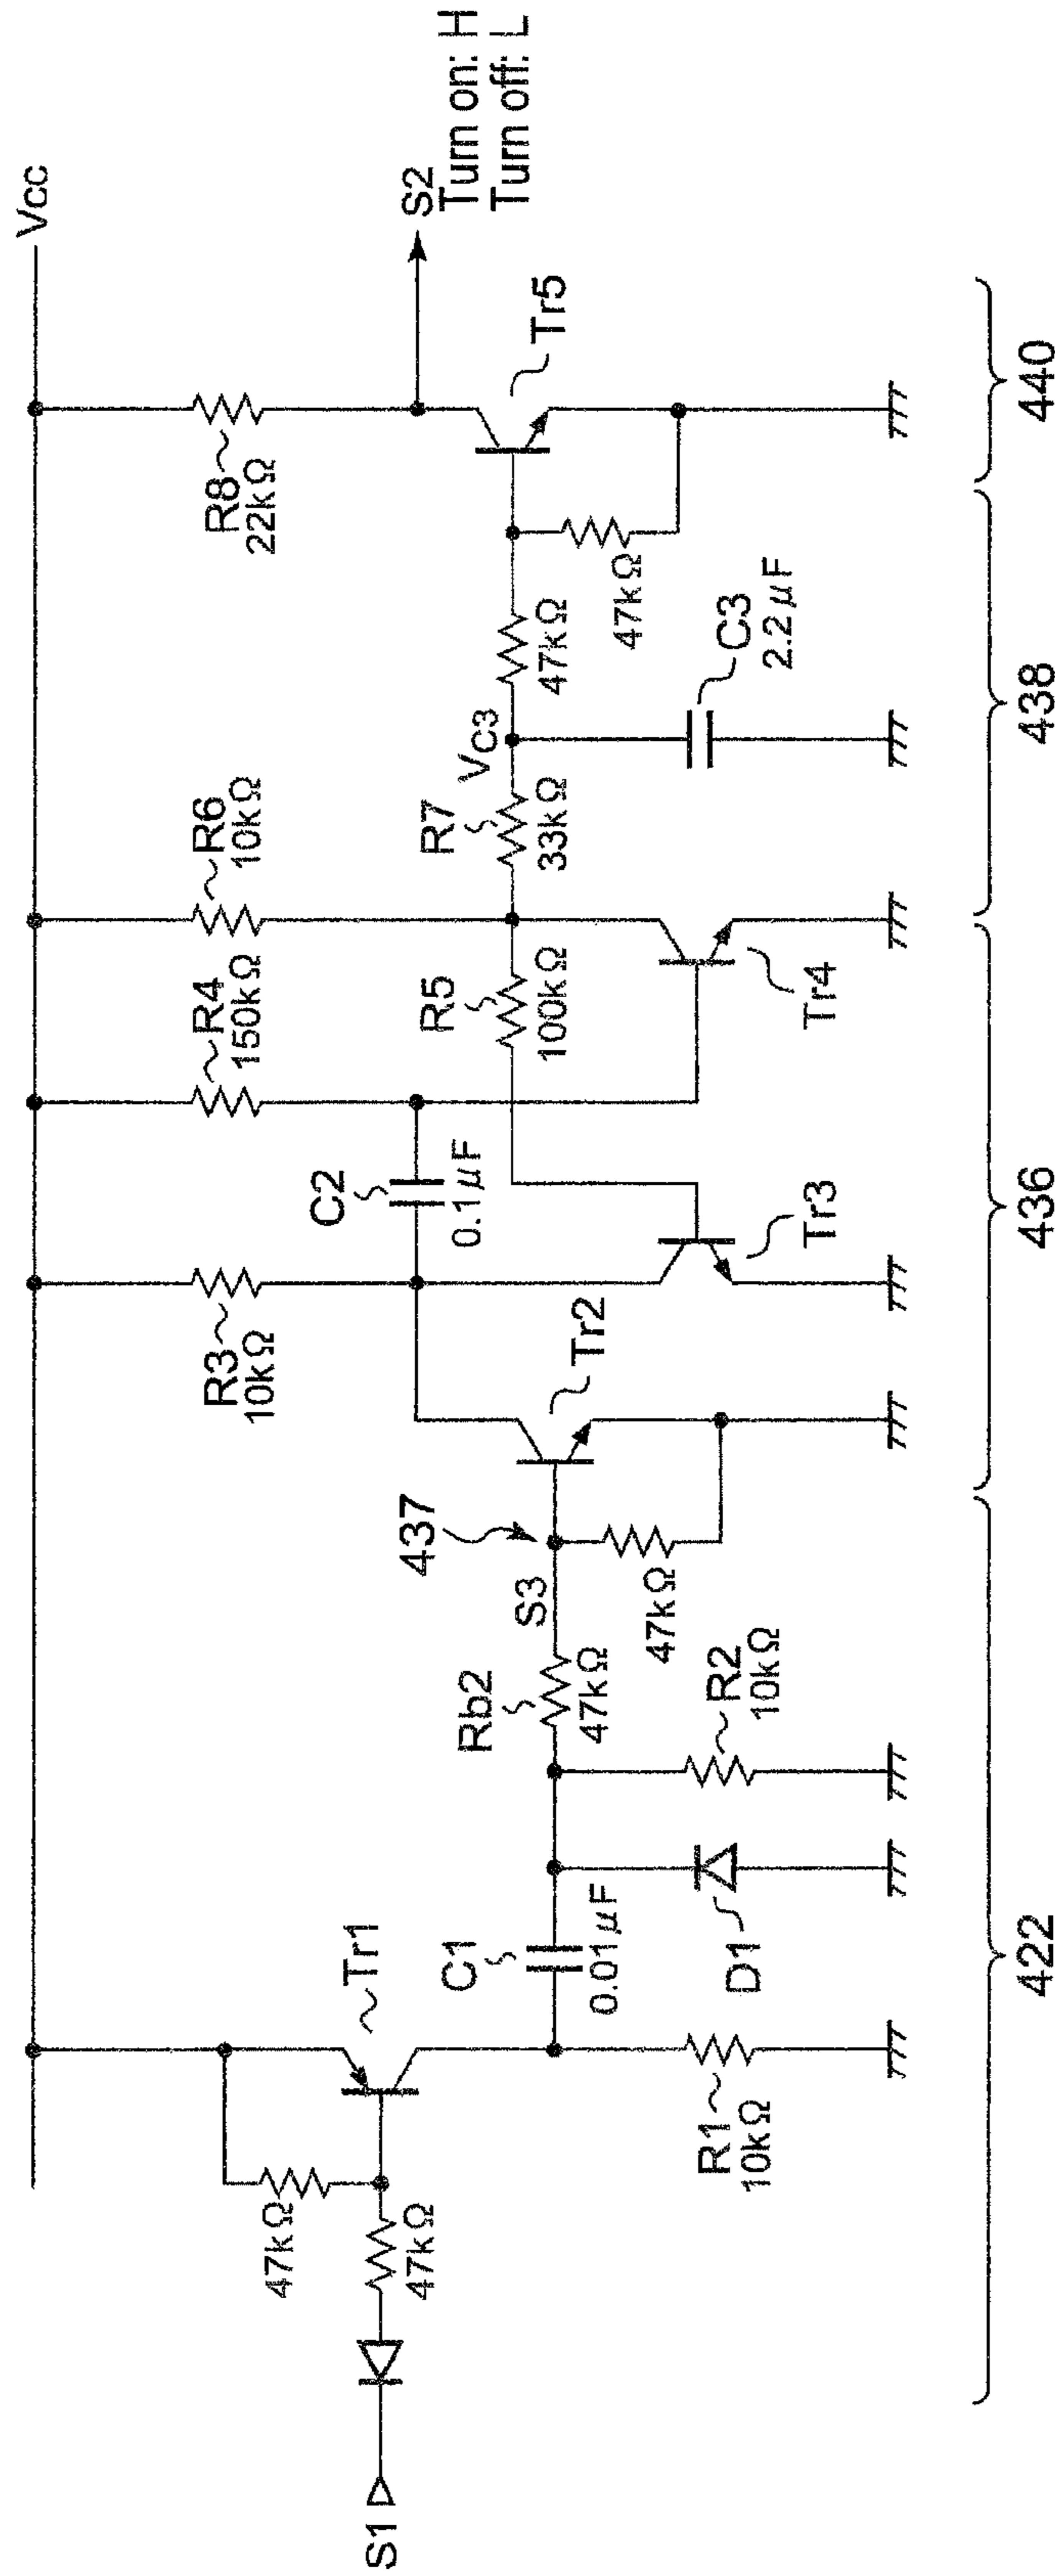 Vcc
R8
22kΩ
S2
Turn on: H
Turn off: L
Tr5
47kΩ
47kΩ
C3
2.2μF
VC3
R7
33kΩ
R6
10kΩ
R4
150kΩ
R5
100kΩ
Tr4
C2
0.1μF
Tr3
R3
10kΩ
Tr2
437
S3
47kΩ
Rb2
47kΩ
R2
10kΩ
Tr1
C1
0.01μF
D1
R1
10kΩ
47kΩ
47kΩ
S1
422
436
438
440